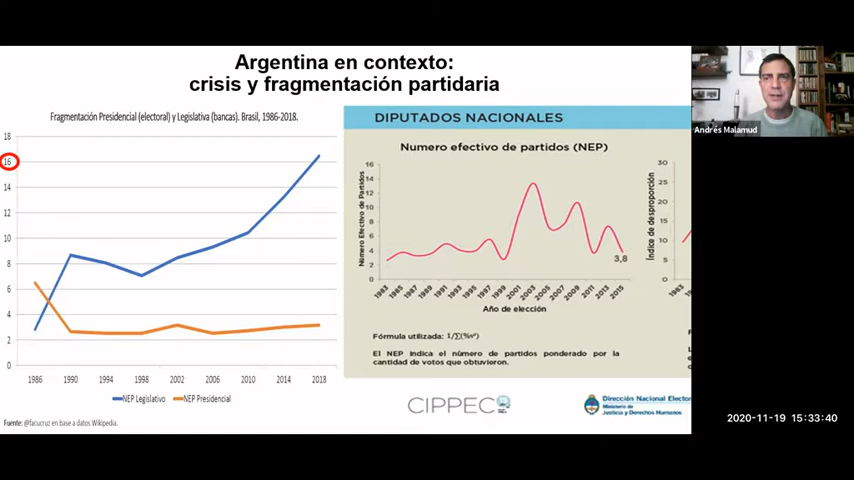 Argentina en contexto:
crisis y fragmentación partidaria
Fragmentación Presidencial (electoral) y Legislativa (bancas). Brasil, 1986-2018.
18
16
14
12
10
8
6
4
2
0
1986 1990 1994 1998 2002 2006 2010 2014 2018
NEP Legislativo NEP Presidencial
Fuente: @facucruz en base a datos Wikipedia.
DIPUTADOS NACIONALES
Numero efectivo de partidos (NEP)
Número Efectivo de Partidos
16
14
12
10
8
6
4
2
0
3,8
1983 1985 1987 1989 1991 1993 1995 1997 1999 2001 2003 2005 2007 2009 2011 2013 2015
Año de elección
Fórmula utilizada: 1/∑(%v²)
El NEP indica el número de partidos ponderado por la
cantidad de votos que obtuvieron.
Índice de desproporción
30
25
20
15
10
5
0
1983
CIPPEC
Dirección Nacional Elector
Ministerio de
Justicia y Derechos Humanos
Andrés Malamud
2020-11-19 15:33:40